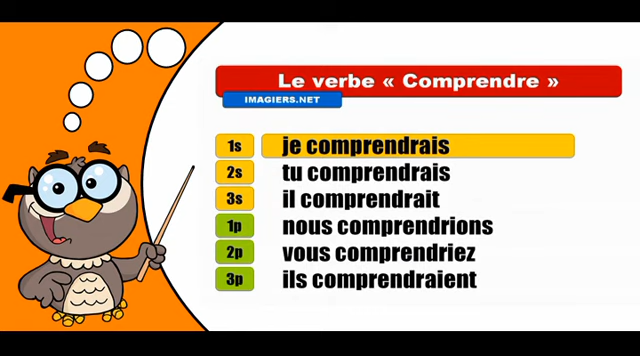 Le verbe « Comprendre »
IMAGIERS.NET
1s je comprendrais
2s tu comprendrais
3s il comprendrait
1p nous comprendrions
2p vous comprendriez
3p ils comprendraient